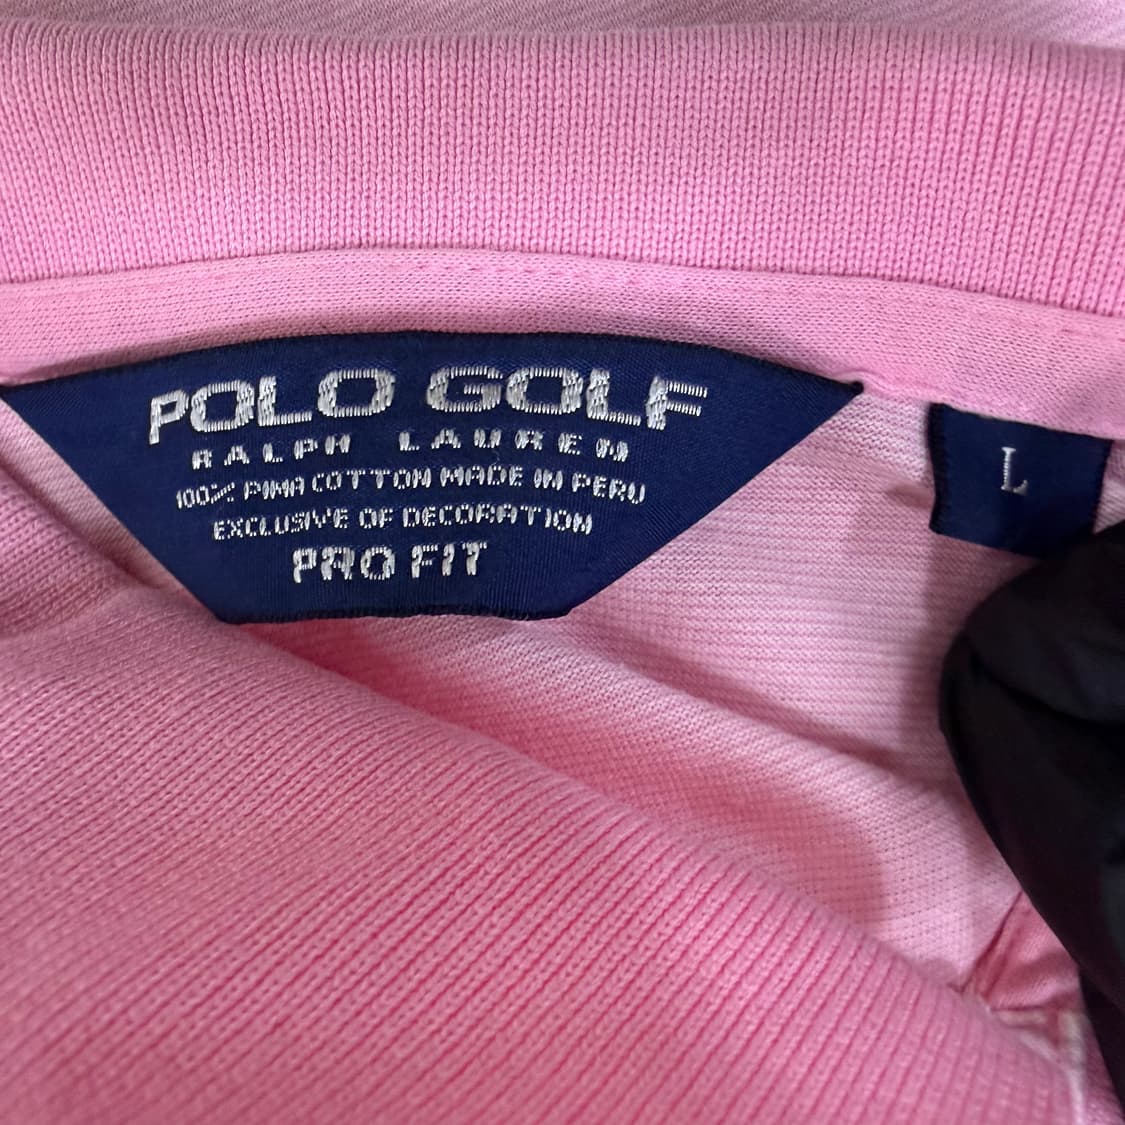 POLO GOLF
RALPH LAUREN
100% PIMA COTTON MADE IN PERU
EXCLUSIVE OF DECORATION
PRO FIT
L